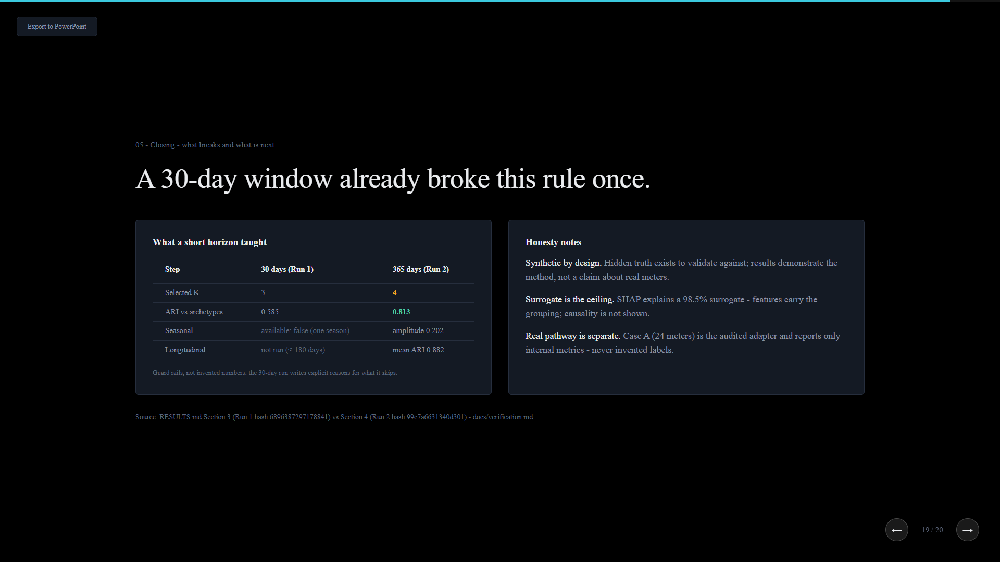 Export to PowerPoint
05 - Closing - what breaks and what is next
A 30-day window already broke this rule once.
What a short horizon taught
Step 30 days (Run 1) 365 days (Run 2)
Selected K 3 4
ARI vs archetypes 0.585 0.813
Seasonal available: false (one season) amplitude 0.202
Longitudinal not run (< 180 days) mean ARI 0.882
Guard rails, not invented numbers: the 30-day run writes explicit reasons for what it skips.
Honesty notes
Synthetic by design. Hidden truth exists to validate against; results demonstrate the
method, not a claim about real meters.
Surrogate is the ceiling. SHAP explains a 98.5% surrogate - features carry the
grouping; causality is not shown.
Real pathway is separate. Case A (24 meters) is the audited adapter and reports only
internal metrics - never invented labels.
Source: RESULTS.md Section 3 (Run 1 hash 6896387297178841) vs Section 4 (Run 2 hash 99c7a6631340d301) - docs/verification.md
← 19 / 20 →